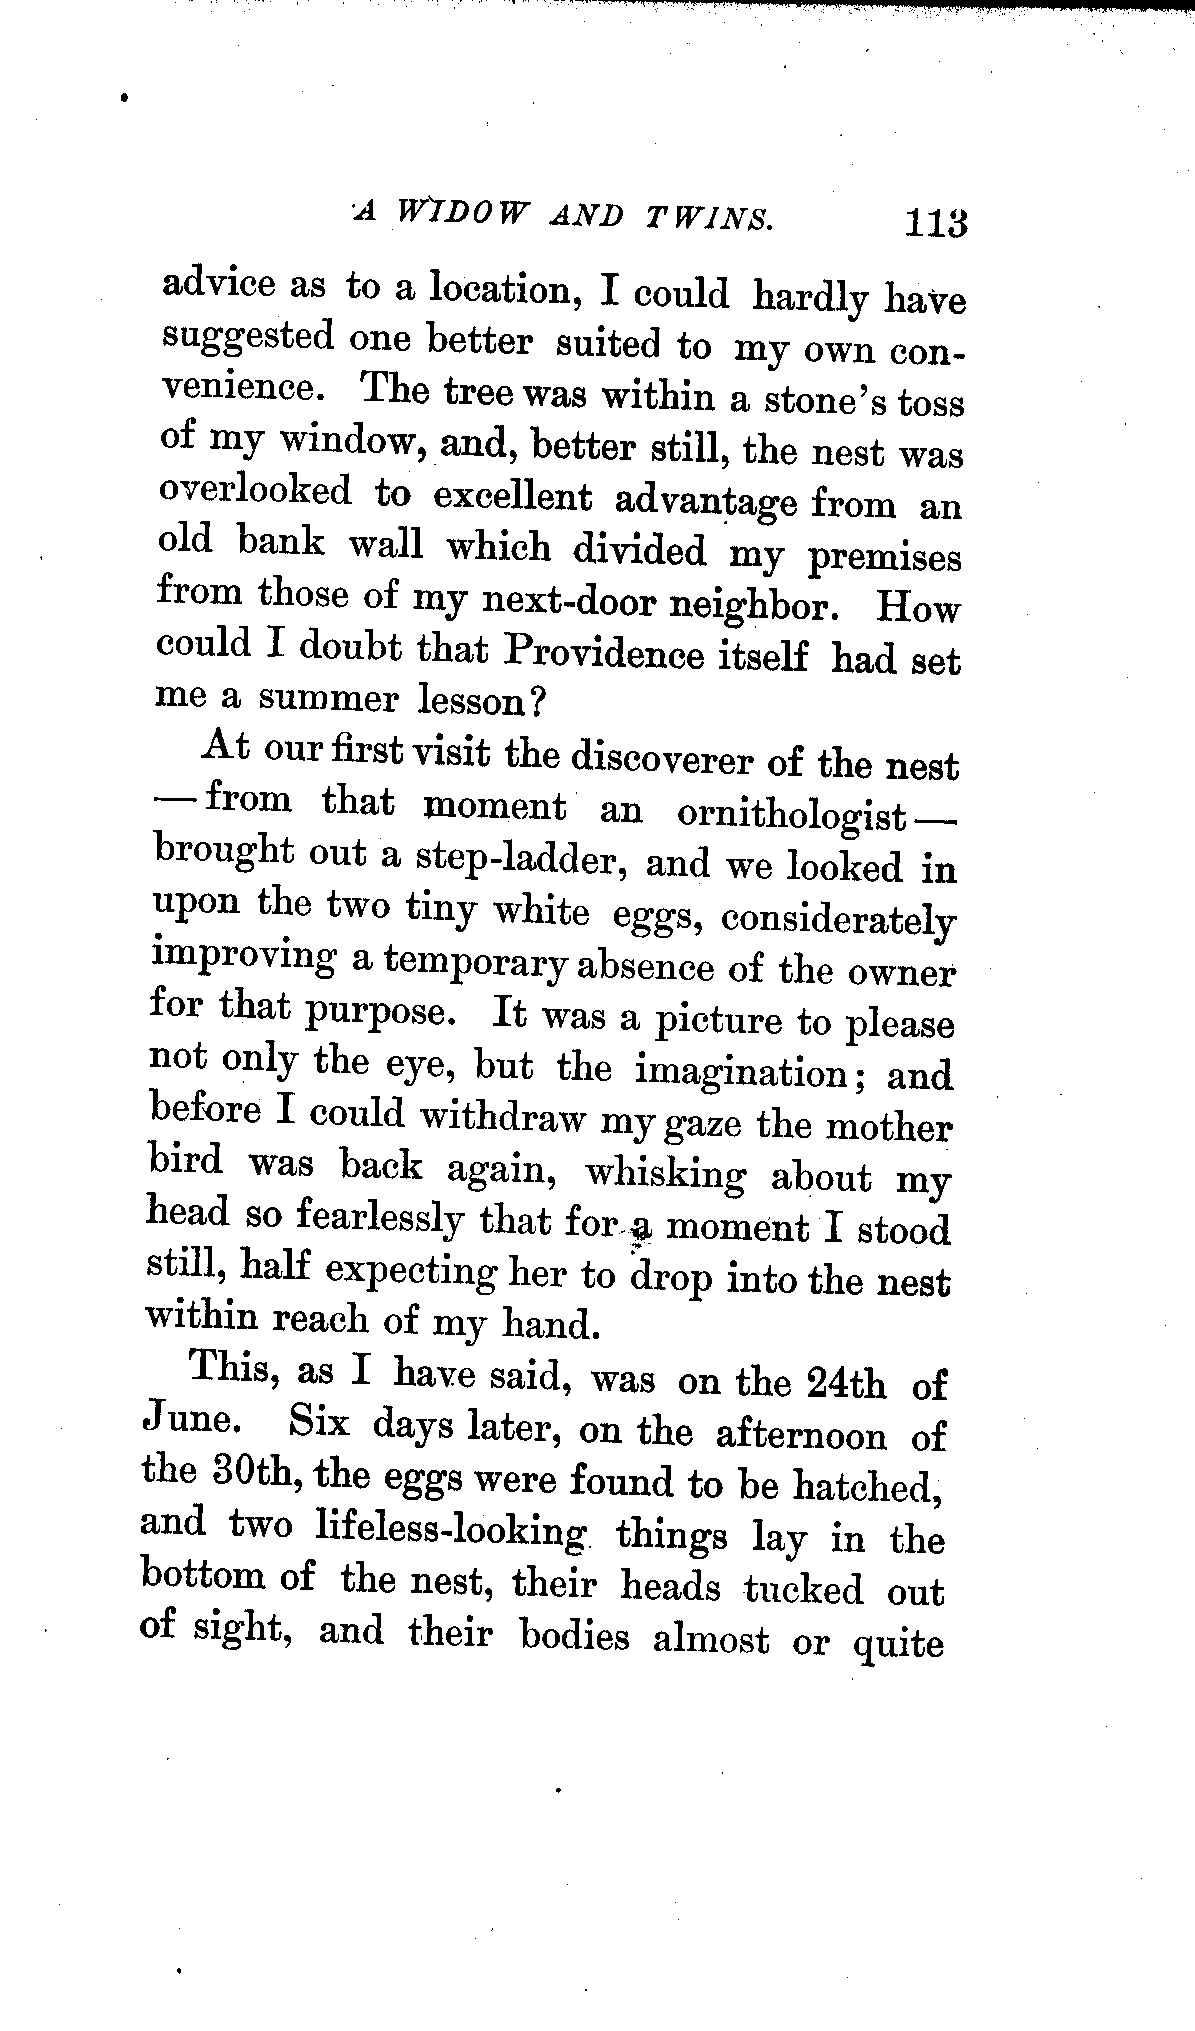 A WIDOW AND TWINS. 113
advice as to a location, I could hardly have
suggested one better suited to my own con-
venience. The tree was within a stone's toss
of my window, and, better still, the nest was
overlooked to excellent advantage from an
old bank wall which divided my premises
from those of my next-door neighbor. How
could I doubt that Providence itself had set
me a summer lesson?
At our first visit the discoverer of the nest
— from that moment an ornithologist —
brought out a step-ladder, and we looked in
upon the two tiny white eggs, considerately
improving a temporary absence of the owner
for that purpose. It was a picture to please
not only the eye, but the imagination; and
before I could withdraw my gaze the mother
bird was back again, whisking about my
head so fearlessly that for a moment I stood
still, half expecting her to drop into the nest
within reach of my hand.
This, as I have said, was on the 24th of
June. Six days later, on the afternoon of
the 30th, the eggs were found to be hatched,
and two lifeless-looking things lay in the
bottom of the nest, their heads tucked out
of sight, and their bodies almost or quite